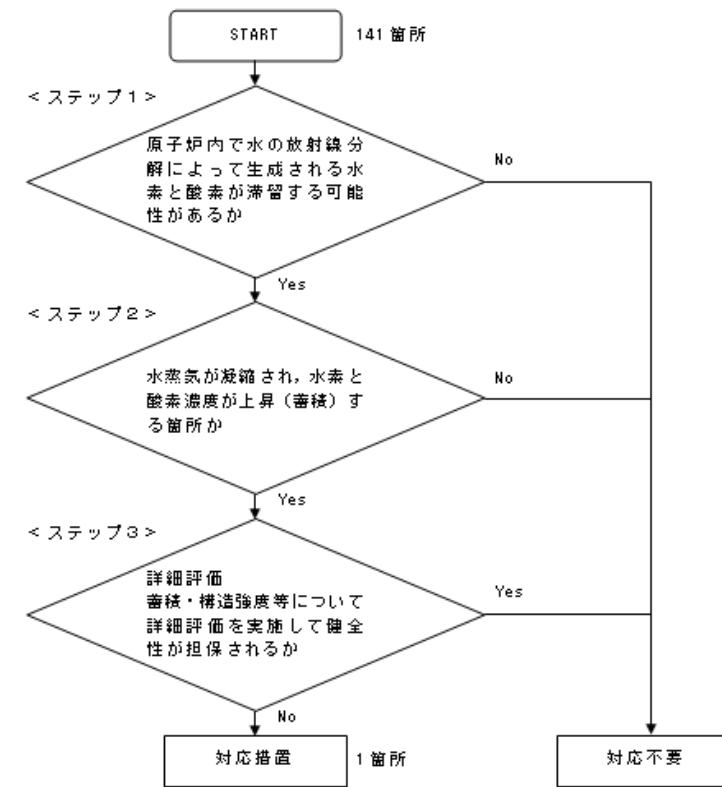 START
141箇所
<ステップ1>
原子炉内で水の放射線分
解によって生成される水
素と酸素が滞留する可能
性があるか
No
Yes
<ステップ2>
水蒸気が凝縮され，水素と
酸素濃度が上昇（蓄積）す
る箇所か
No
Yes
<ステップ3>
詳細評価
蓄積・構造強度等について
詳細評価を実施して健全
性が担保されるか
Yes
No
対応措置
1箇所
対応不要